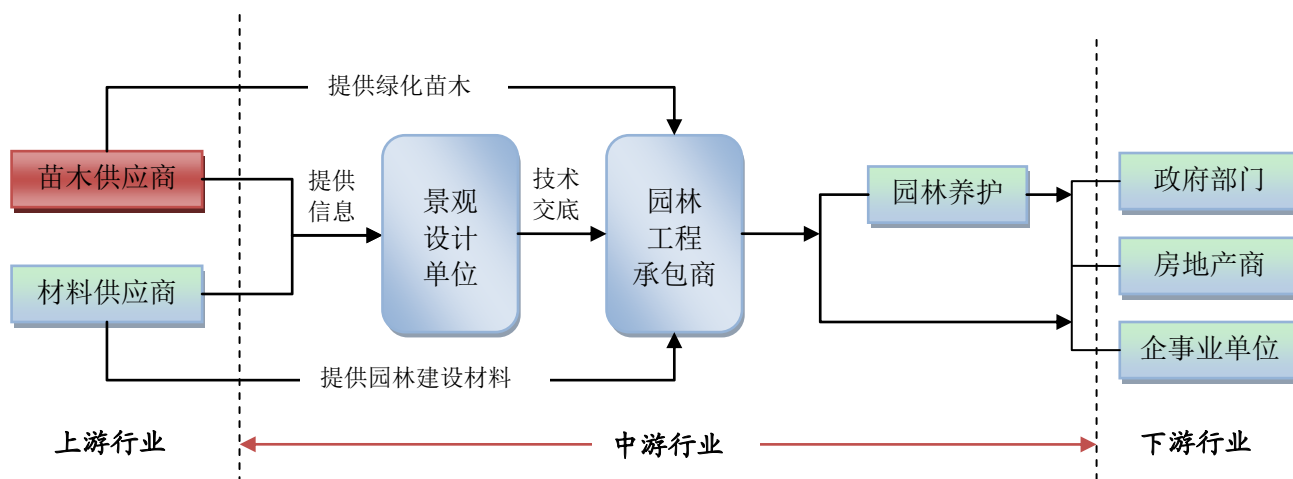 提供绿化苗木
苗木供应商
提供
信息
景观
设计
单位
技术
交底
园林
工程
承包商
园林养护
政府部门
房地产商
材料供应商
企事业单位
提供园林建设材料
上游行业
中游行业
下游行业